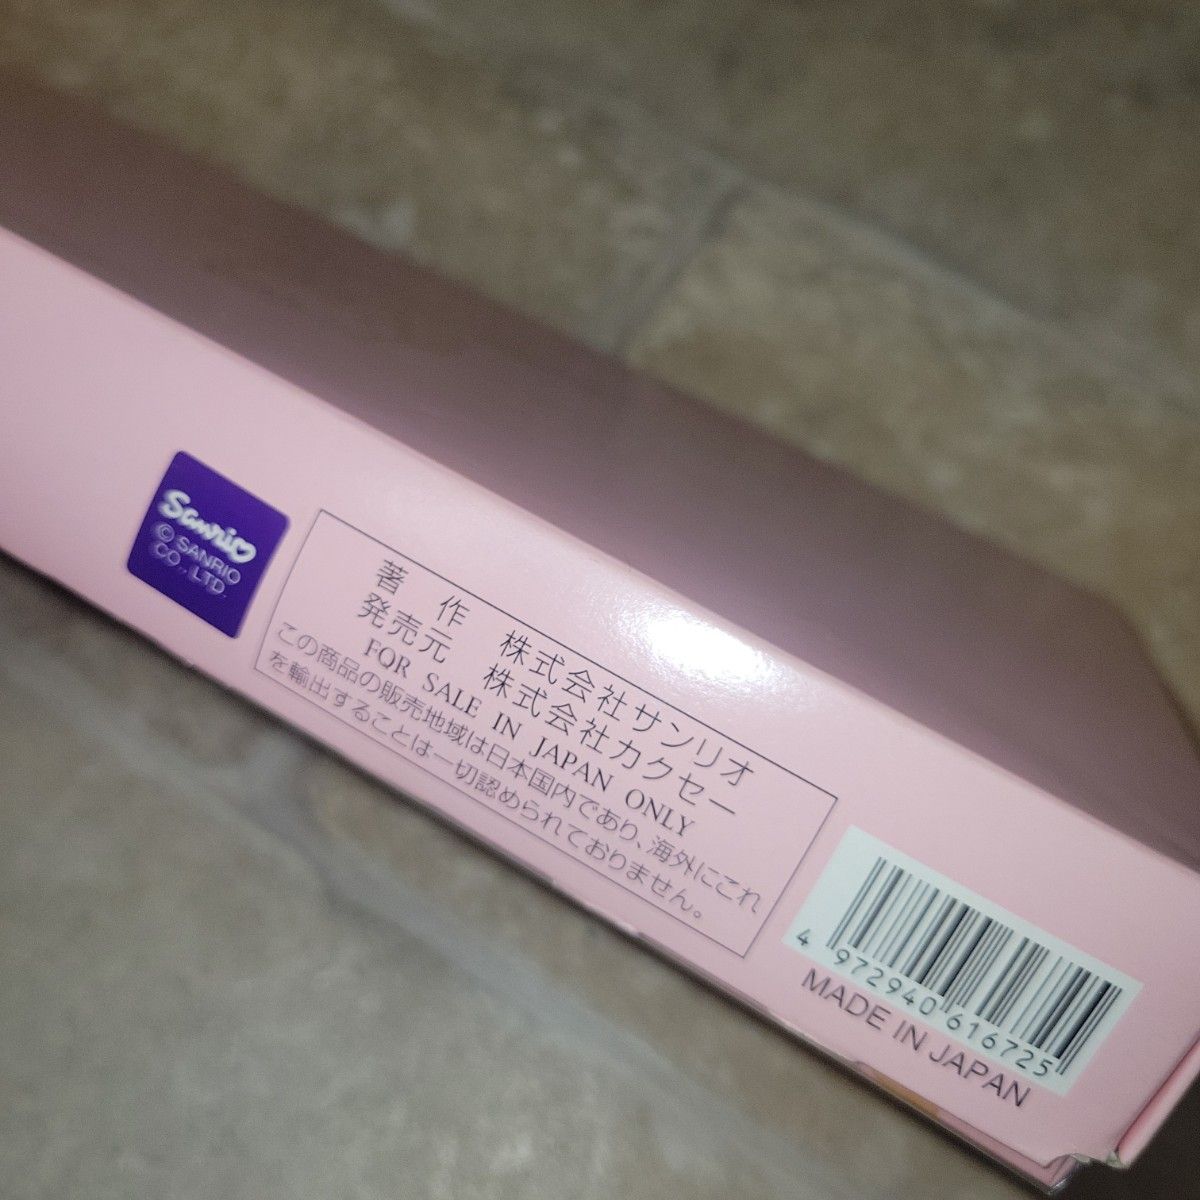 Sanrio
© SANRIO
CO., LTD.
著 作 株式会社サンリオ
発売元 株式会社カクセー
FOR SALE IN JAPAN ONLY
この商品の販売地域は日本国内であり、海外にこれ
を輸出することは一切認められておりません。
4 972940 616725
MADE IN JAPAN